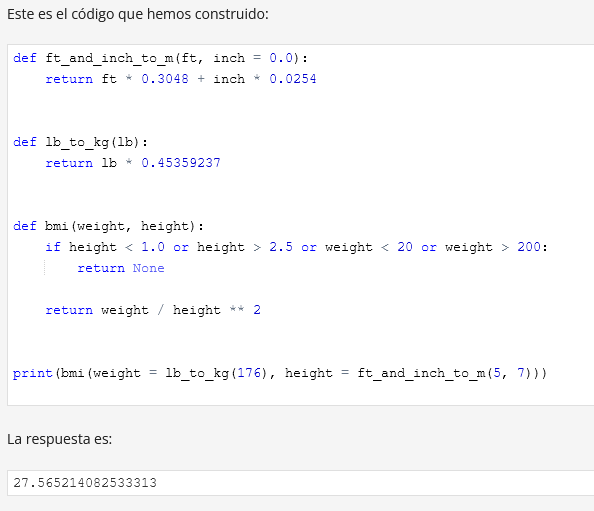 Este es el código que hemos construido:
def ft_and_inch_to_m(ft, inch = 0.0):
    return ft * 0.3048 + inch * 0.0254
def lb_to_kg(lb):
    return lb * 0.45359237
def bmi(weight, height):
    if height < 1.0 or height > 2.5 or weight < 20 or weight > 200:
        return None
    return weight / height ** 2
print(bmi(weight = lb_to_kg(176), height = ft_and_inch_to_m(5, 7)))
La respuesta es:
27.565214082533313